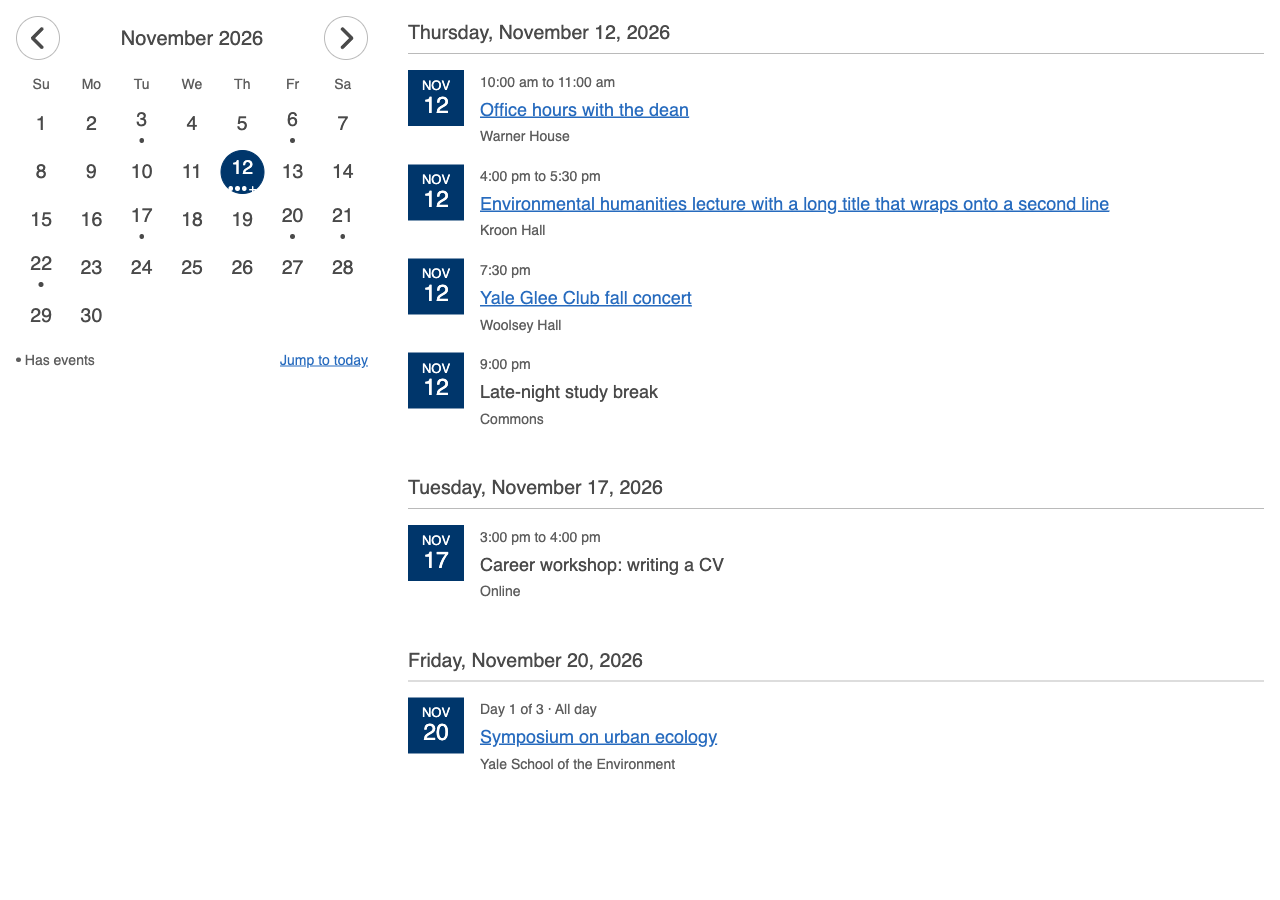 November 2026
Su Mo Tu We Th Fr Sa
1 2 3 4 5 6 7
8 9 10 11 12 13 14
15 16 17 18 19 20 21
22 23 24 25 26 27 28
29 30
• Has events
Jump to today
Thursday, November 12, 2026
NOV
12
10:00 am to 11:00 am
Office hours with the dean
Warner House
NOV
12
4:00 pm to 5:30 pm
Environmental humanities lecture with a long title that wraps onto a second line
Kroon Hall
NOV
12
7:30 pm
Yale Glee Club fall concert
Woolsey Hall
NOV
12
9:00 pm
Late-night study break
Commons
Tuesday, November 17, 2026
NOV
17
3:00 pm to 4:00 pm
Career workshop: writing a CV
Online
Friday, November 20, 2026
NOV
20
Day 1 of 3 · All day
Symposium on urban ecology
Yale School of the Environment